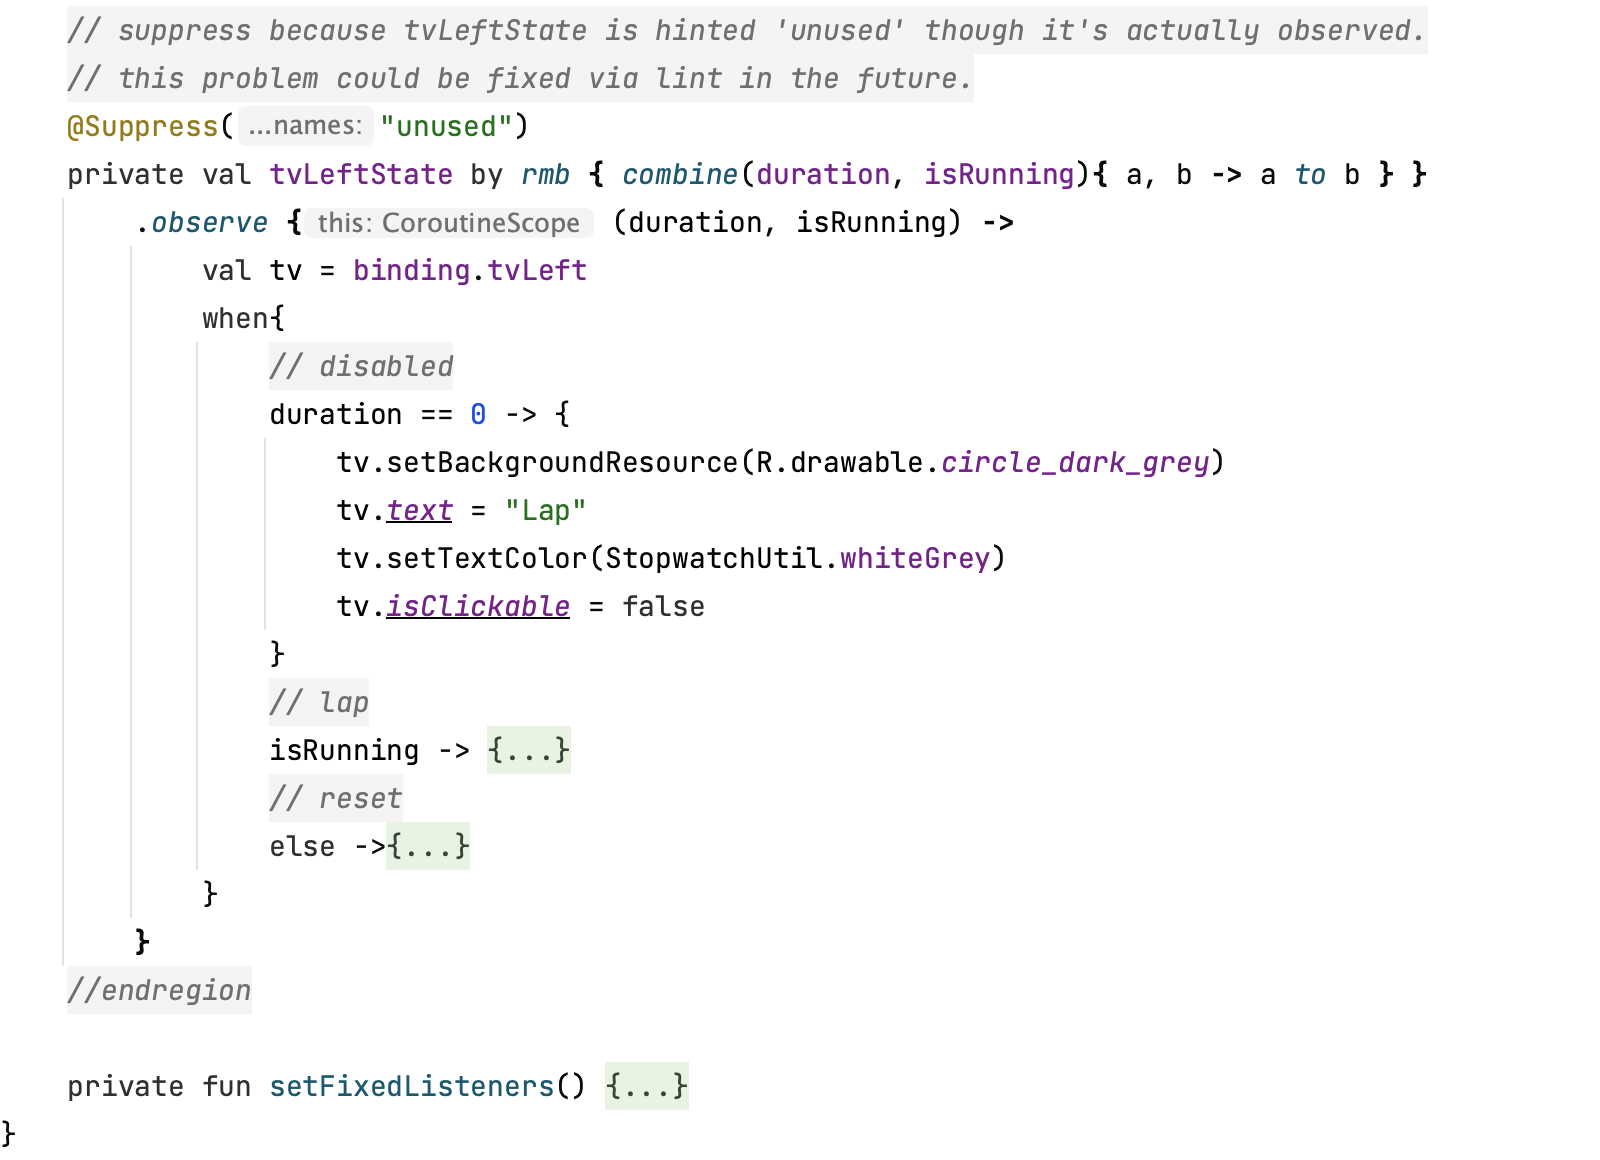 // suppress because tvLeftState is hinted 'unused' though it's actually observed.
// this problem could be fixed via lint in the future.
@Suppress( ...names: "unused")
private val tvLeftState by rmb { combine(duration, isRunning){ a, b -> a to b } }
.observe { this: CoroutineScope (duration, isRunning) ->
val tv = binding.tvLeft
when{
// disabled
duration == 0 -> {
tv.setBackgroundResource(R.drawable.circle_dark_grey)
tv.text = "Lap"
tv.setTextColor(StopwatchUtil.whiteGrey)
tv.isClickable = false
}
// lap
isRunning -> {...}
// reset
else ->{...}
}
}
//endregion
private fun setFixedListeners() {...}
}